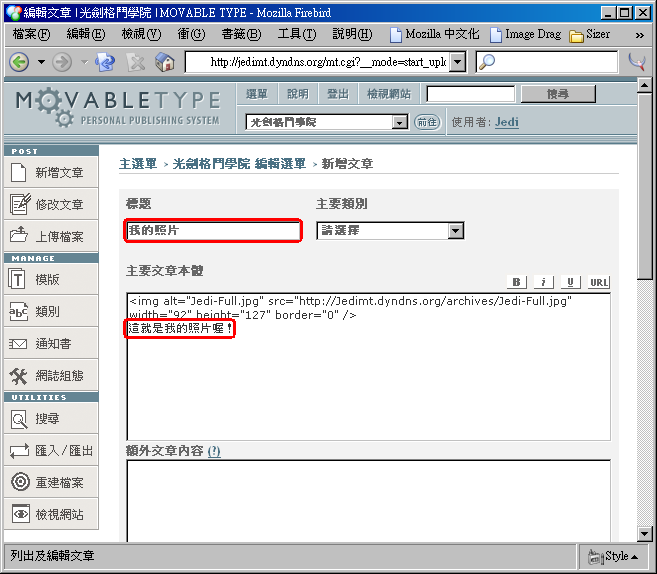 編輯文章 | 光劍格鬥學院 | MOVABLE TYPE - Mozilla Firebird
檔案(F) 編輯(E) 檢視(V) 衝(G) 書籤(B) 工具(T) 說明(H) Mozilla 中文化 Image Drag Sizer »
http://jedimt.dyndns.org/mt.cgi?__mode=start_uplo
MOVABLETYPE
PERSONAL PUBLISHING SYSTEM
選單 說明 登出 檢視網站 搜尋
光劍格鬥學院 前往 使用者: Jedi
POST
新增文章
修改文章
上傳檔案
MANAGE
模版
類別
通知書
網誌組態
UTILITIES
搜尋
匯入/匯出
重建檔案
檢視網站
主選單 > 光劍格鬥學院 編輯選單 > 新增文章
標題 主要類別
我的照片 請選擇
主要文章本體
B i U URL
<img alt="Jedi-Full.jpg" src="http://Jedimt.dyndns.org/archives/Jedi-Full.jpg"
width="92" height="127" border="0" />
這就是我的照片喔！
額外文章內容 (?)
列出及編輯文章 Style